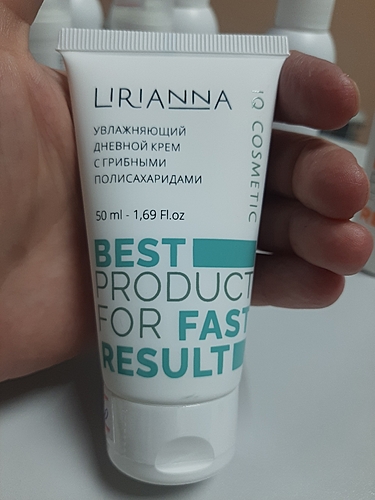 LIRIANNA
УВЛАЖНЯЮЩИЙ
ДНЕВНОЙ КРЕМ
С ГРИБНЫМИ
ПОЛИСАХАРИДАМИ
50 ml - 1,69 Fl.oz
IQ COSMETIC
BEST
PRODUCT
FOR FAST
RESULT